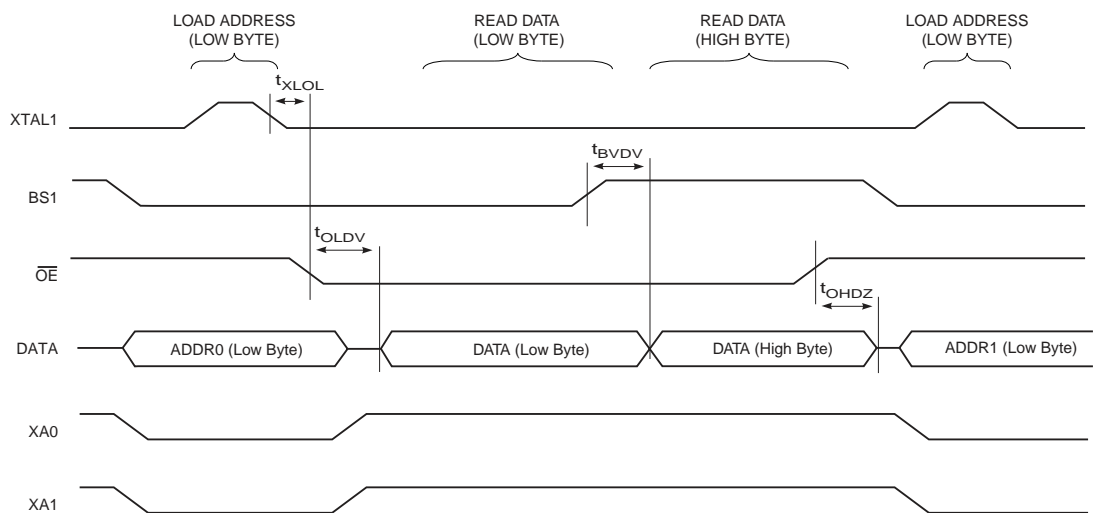 LOAD ADDRESS
(LOW BYTE)
READ DATA
(LOW BYTE)
READ DATA
(HIGH BYTE)
LOAD ADDRESS
(LOW BYTE)
tXLOL
XTAL1
tBVDV
BS1
tOLDV
OE
tOHDZ
DATA
ADDR0 (Low Byte)
DATA (Low Byte)
DATA (High Byte)
ADDR1 (Low Byte)
XA0
XA1